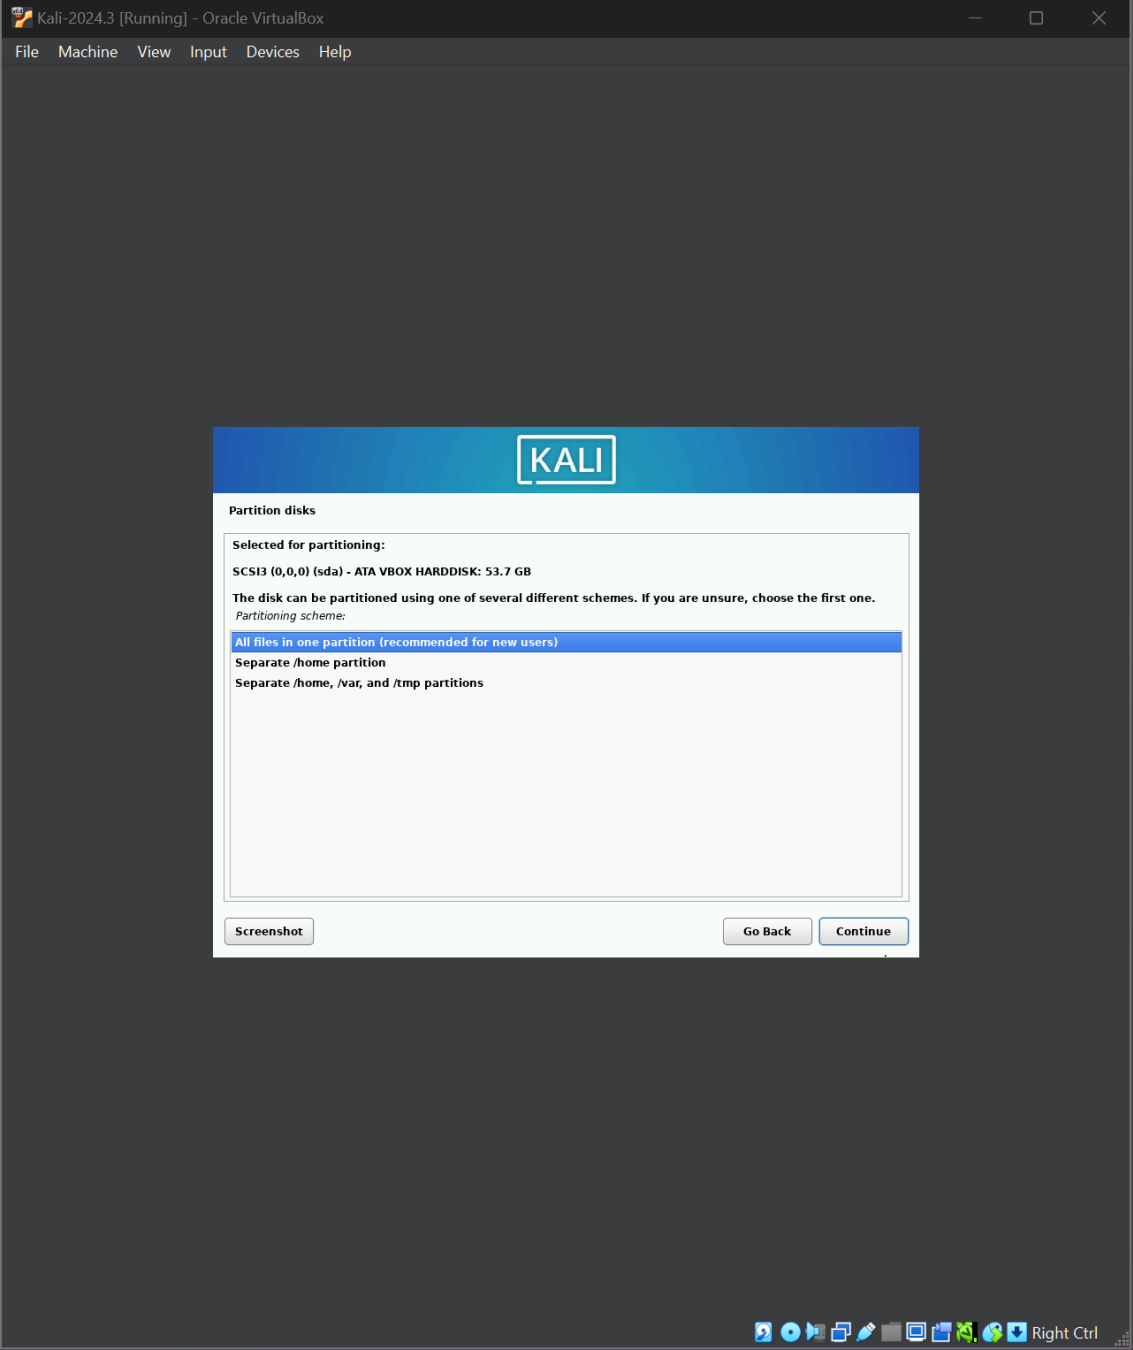 Kali-2024.3 [Running] - Oracle VirtualBox
File Machine View Input Devices Help
KALI
Partition disks
Selected for partitioning:
SCSI3 (0,0,0) (sda) - ATA VBOX HARDDISK: 53.7 GB
The disk can be partitioned using one of several different schemes. If you are unsure, choose the first one.
Partitioning scheme:
All files in one partition (recommended for new users)
Separate /home partition
Separate /home, /var, and /tmp partitions
Screenshot Go Back Continue
Right Ctrl